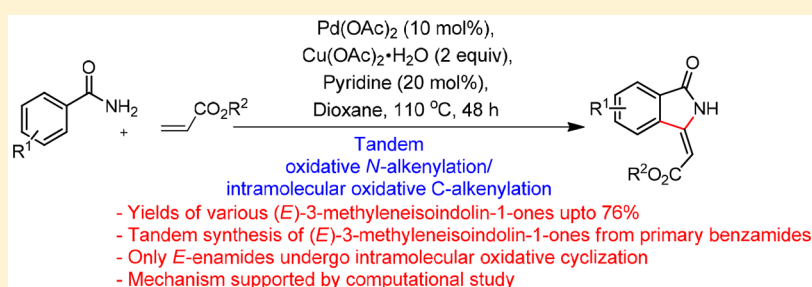 Pd(OAc)2 (10 mol%),
Cu(OAc)2•H2O (2 equiv),
Pyridine (20 mol%),
Dioxane, 110 ºC, 48 h
O
NH2
R1
+
CO2R2
O
R1
NH
R2O2C
Tandem
oxidative N-alkenylation/
intramolecular oxidative C-alkenylation
- Yields of various (E)-3-methyleneisoindolin-1-ones upto 76%
- Tandem synthesis of (E)-3-methyleneisoindolin-1-ones from primary benzamides
- Only E-enamides undergo intramolecular oxidative cyclization
- Mechanism supported by computational study